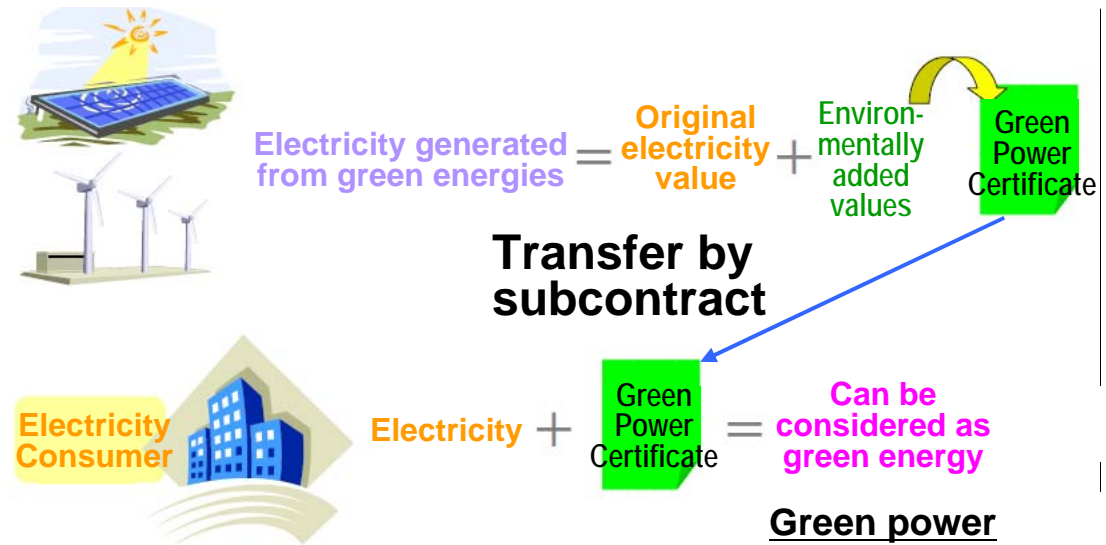 Electricity generated
from green energies
=
Original
electricity
value
+
Environ-
mentally
added
values
Green
Power
Certificate
Transfer by
subcontract
Electricity
Consumer
Electricity
+
Green
Power
Certificate
=
Can be
considered as
green energy
Green power